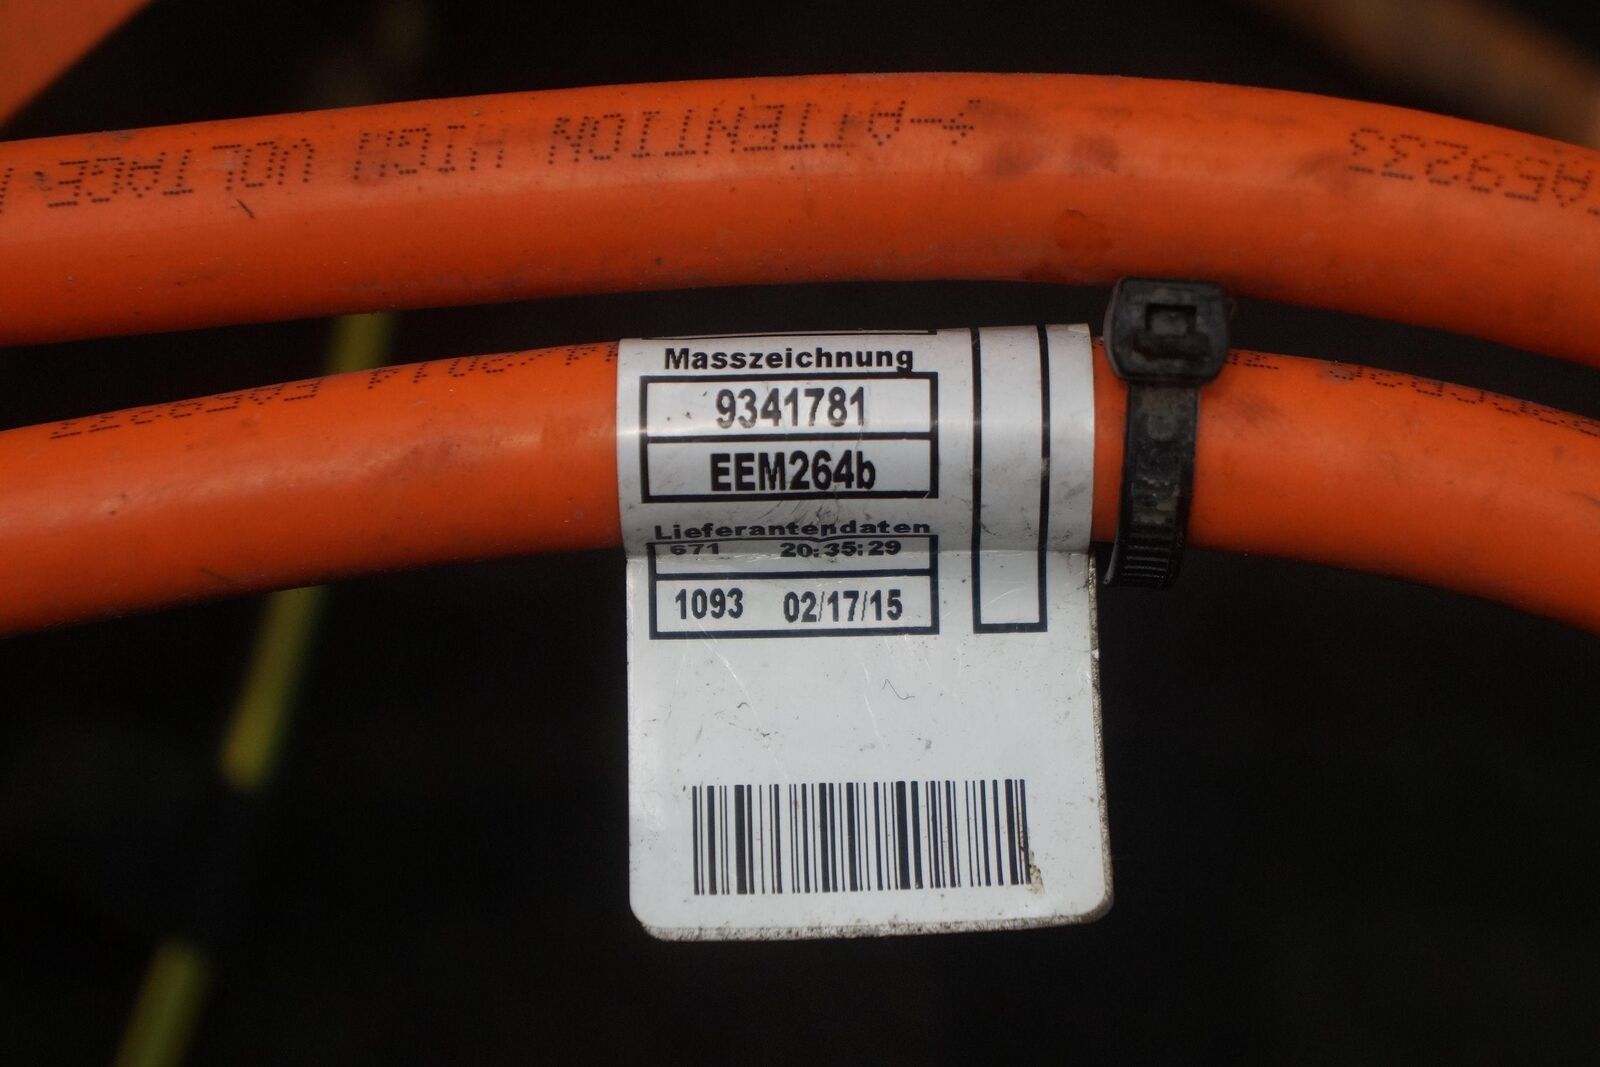 ATTENTION HIGH VOLTAGE
Masszeichnung
9341781
EEM264b
Lieferantendaten
671 20:35:29
1093 02/17/15